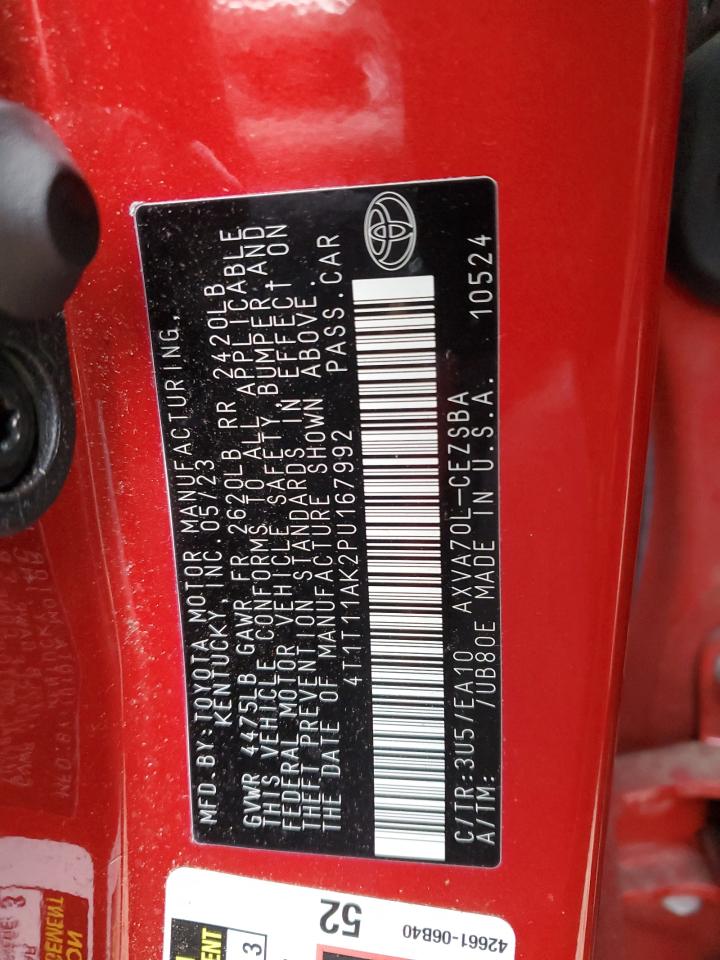 MFD.BY:TOYOTA MOTOR MANUFACTURING,
KENTUCKY, INC. 05/23
GVWR 4475LB GAWR FR 2620LB RR 2420LB
THIS VEHICLE CONFORMS TO ALL APPLICABLE
FEDERAL MOTOR VEHICLE SAFETY, BUMPER, AND
THEFT PREVENTION STANDARDS IN EFFECT ON
THE DATE OF MANUFACTURE SHOWN ABOVE.
4T1T11AK2PU167992 PASS.CAR
C/TR:3U5/EA10 AXVA70L-CEZSBA
A/TM: /UB80E MADE IN U.S.A. 10524
52
42661-06B40
3